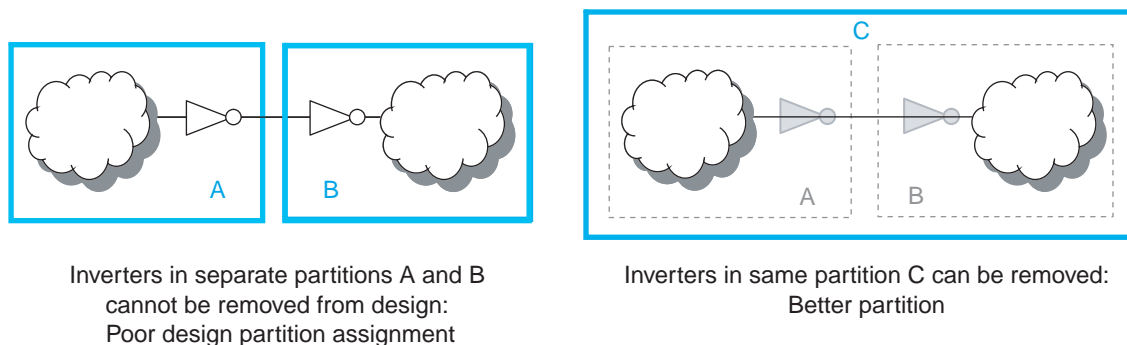 A
B
Inverters in separate partitions A and B
cannot be removed from design:
Poor design partition assignment
C
A
B
Inverters in same partition C can be removed:
Better partition